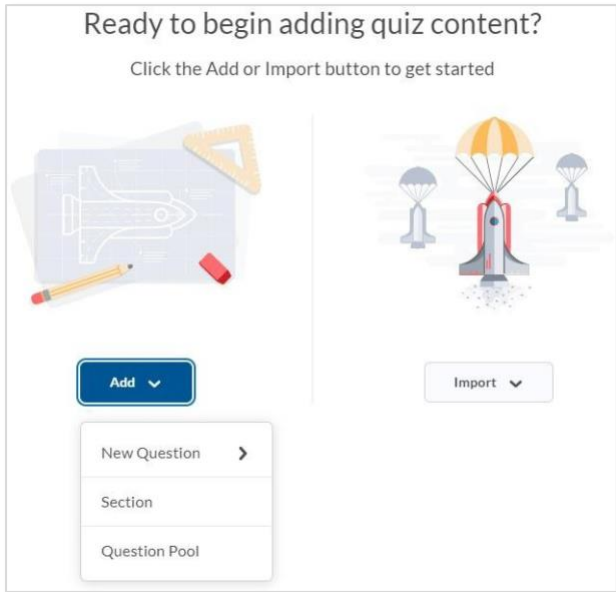 Ready to begin adding quiz content?
Click the Add or Import button to get started
Add
Import
New Question
Section
Question Pool